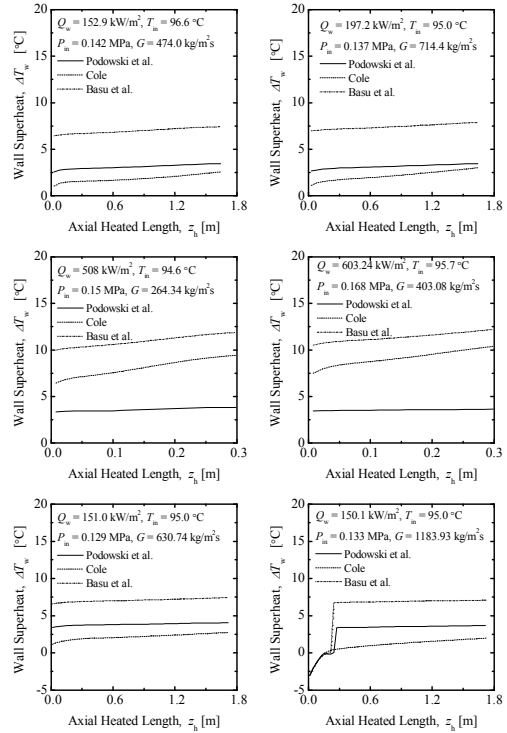 Q_w = 152.9 kW/m², T_in = 96.6 °C
P_in = 0.142 MPa, G = 474.0 kg/m²s
Podowski et al.
Cole
Basu et al.
25
20
15
10
5
0
0.0 0.6 1.2 1.8
Wall Superheat, ΔT_w [°C]
Axial Heated Length, z_h [m]
Q_w = 197.2 kW/m², T_in = 95.0 °C
P_in = 0.137 MPa, G = 714.4 kg/m²s
Podowski et al.
Cole
Basu et al.
25
20
15
10
5
0
0.0 0.6 1.2 1.8
Wall Superheat, ΔT_w [°C]
Axial Heated Length, z_h [m]
Q_w = 508 kW/m², T_in = 94.6 °C
P_in = 0.15 MPa, G = 264.34 kg/m²s
Podowski et al.
Cole
Basu et al.
25
20
15
10
5
0
0.0 0.1 0.2 0.3
Wall Superheat, ΔT_w [°C]
Axial Heated Length, z_h [m]
Q_w = 603.24 kW/m², T_in = 95.7 °C
P_in = 0.168 MPa, G = 403.08 kg/m²s
Podowski et al.
Cole
Basu et al.
25
20
15
10
5
0
0.0 0.1 0.2 0.3
Wall Superheat, ΔT_w [°C]
Axial Heated Length, z_h [m]
Q_w = 151.0 kW/m², T_in = 95.0 °C
P_in = 0.129 MPa, G = 630.74 kg/m²s
Podowski et al.
Cole
Basu et al.
20
15
10
5
0
-5
0.0 0.6 1.2 1.8
Wall Superheat, ΔT_w [°C]
Axial Heated Length, z_h [m]
Q_w = 150.1 kW/m², T_in = 95.0 °C
P_in = 0.133 MPa, G = 1183.93 kg/m²s
Podowski et al.
Cole
Basu et al.
20
15
10
5
0
-5
0.0 0.6 1.2 1.8
Wall Superheat, ΔT_w [°C]
Axial Heated Length, z_h [m]